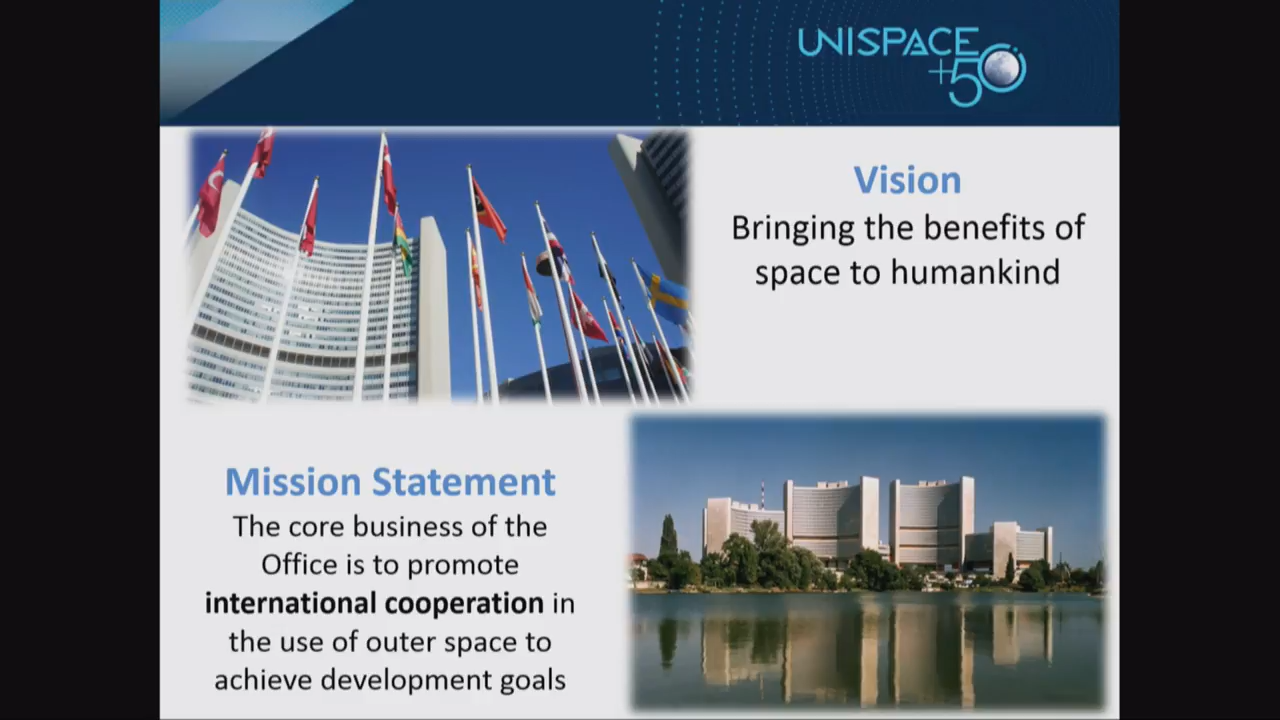 UNISPACE
+50
Vision
Bringing the benefits of
space to humankind
Mission Statement
The core business of the
Office is to promote
international cooperation in
the use of outer space to
achieve development goals